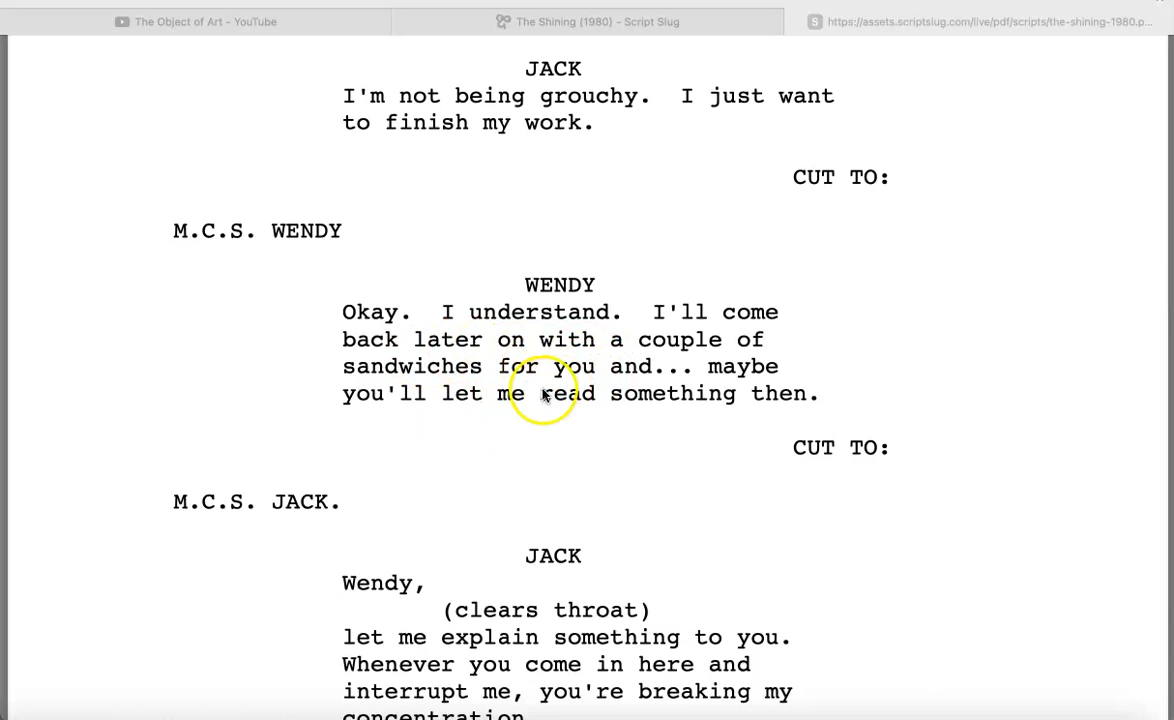 The Object of Art - YouTube
The Shining (1980) - Script Slug
S https://assets.scriptslug.com/live/pdf/scripts/the-shining-1980.p...
JACK
I'm not being grouchy. I just want
to finish my work.
CUT TO:
M.C.S. WENDY
WENDY
Okay. I understand. I'll come
back later on with a couple of
sandwiches for you and... maybe
you'll let me read something then.
CUT TO:
M.C.S. JACK.
JACK
Wendy,
(clears throat)
let me explain something to you.
Whenever you come in here and
interrupt me, you're breaking my
concentration.